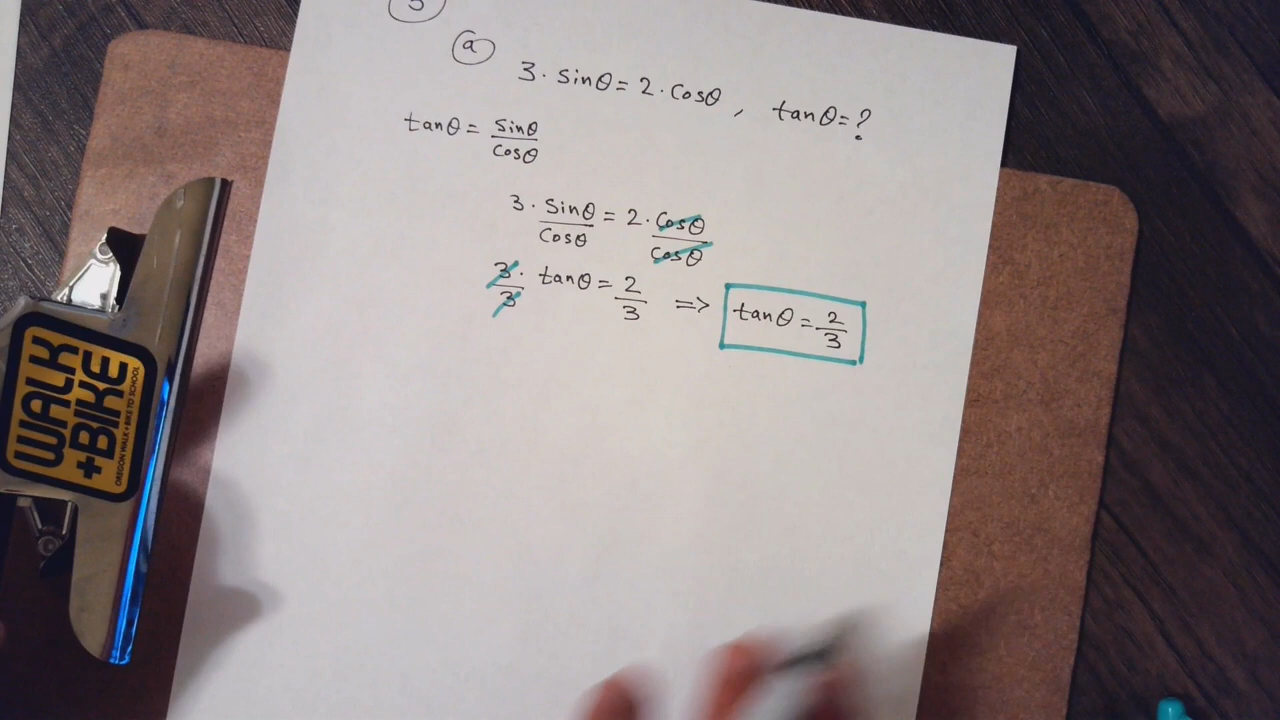 5
(a)
3 · sinθ = 2 · cosθ , tanθ = ?
tanθ = sinθ/cosθ
3 · sinθ/cosθ = 2 · cosθ/cosθ
3/3 · tanθ = 2/3 ⇒ tanθ = 2/3
WALK
+BIKE
OREGON WALK + BIKE TO SCHOOL